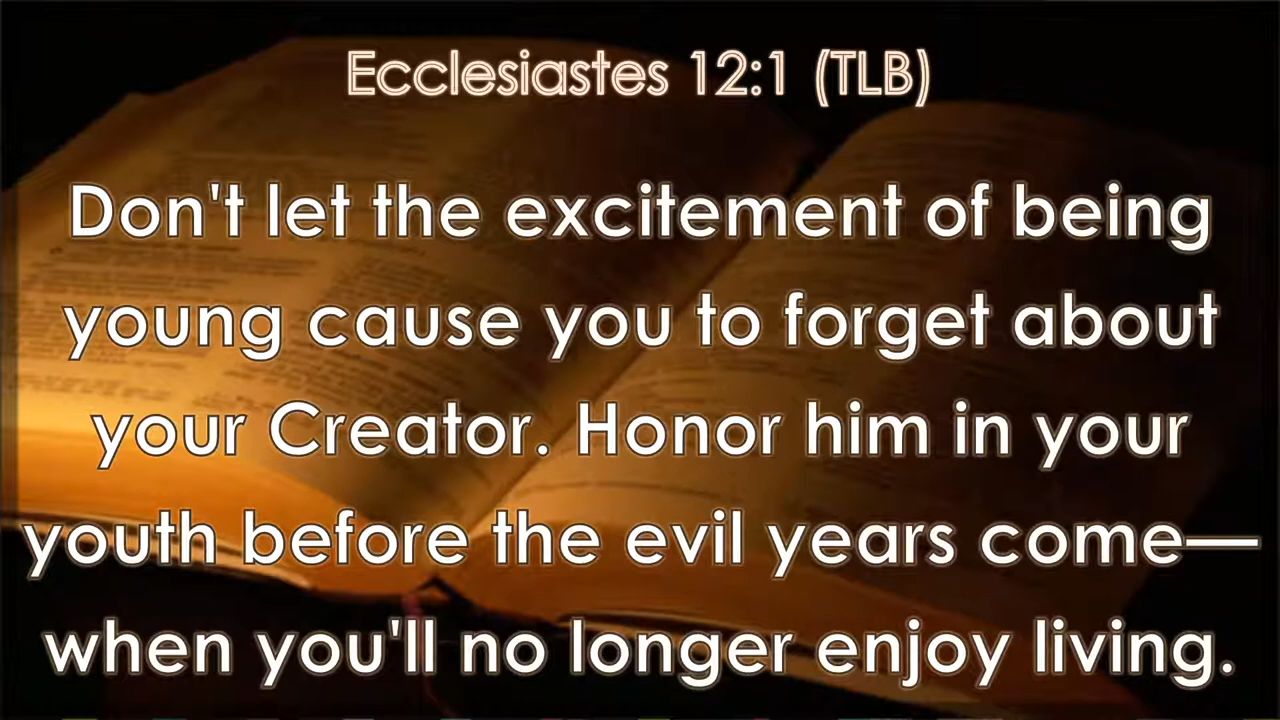 Ecclesiastes 12:1 (TLB)
Don't let the excitement of being
young cause you to forget about
your Creator. Honor him in your
youth before the evil years come—
when you'll no longer enjoy living.